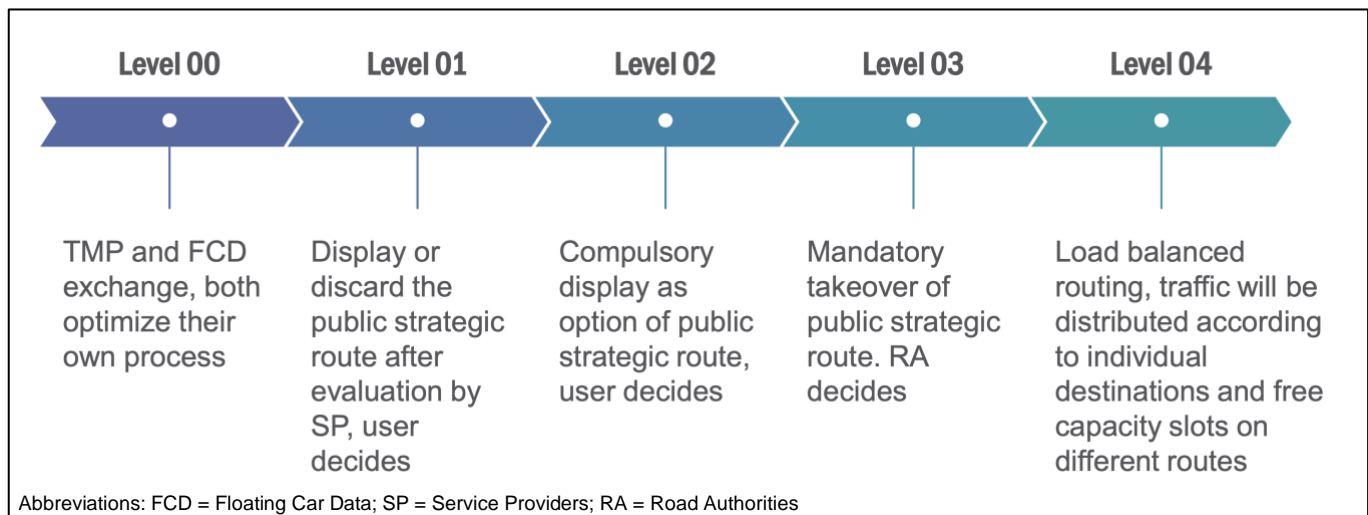 Level 00
Level 01
Level 02
Level 03
Level 04
TMP and FCD
exchange, both
optimize their
own process
Display or
discard the
public strategic
route after
evaluation by
SP, user
decides
Compulsory
display as
option of public
strategic route,
user decides
Mandatory
takeover of
public strategic
route. RA
decides
Load balanced
routing, traffic will be
distributed according
to individual
destinations and free
capacity slots on
different routes
Abbreviations: FCD = Floating Car Data; SP = Service Providers; RA = Road Authorities